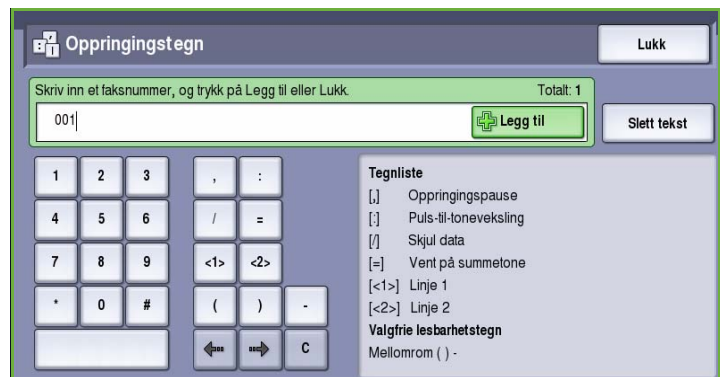 Oppringingstegn
Lukk
Skriv inn et faksnummer, og trykk på Legg til eller Lukk.
Totalt: 1
001
Legg til
Slett tekst
1 2 3 , :
4 5 6 / =
7 8 9 <1> <2>
* 0 # ( ) -
C
Tegnliste
[,] Oppringingspause
[:] Puls-til-toneveksling
[/] Skjul data
[=] Vent på summetone
[<1>] Linje 1
[<2>] Linje 2
Valgfrie lesbarhetstegn
Mellomrom ( ) -